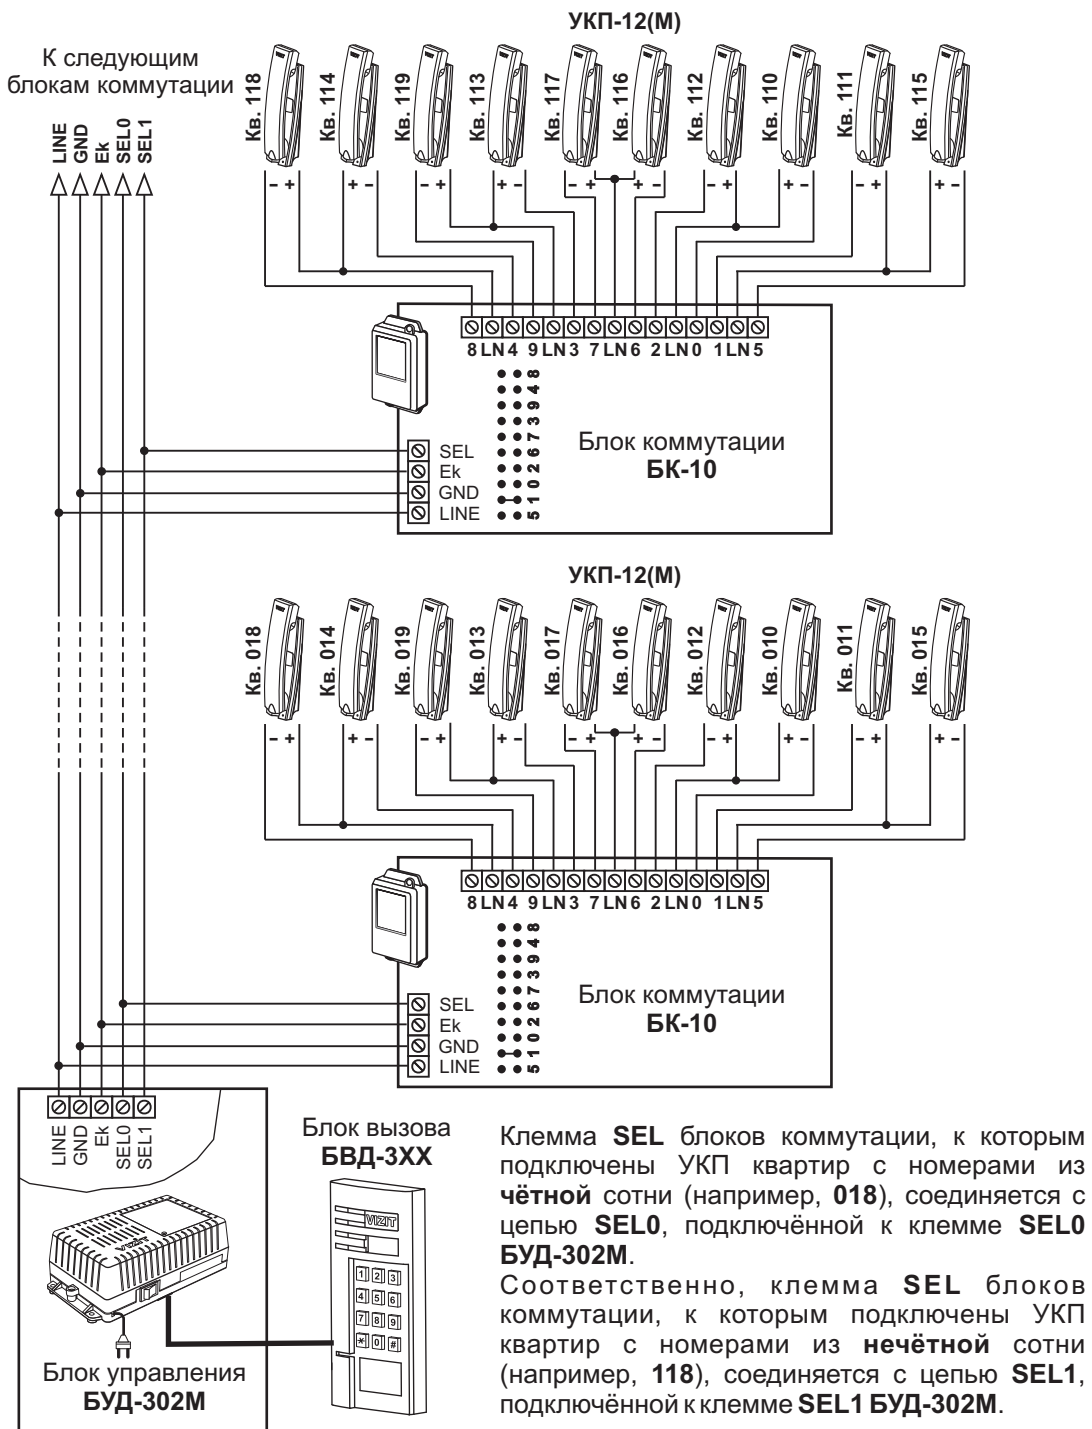 УКП-12(М)
К следующим
блокам коммутации
LINE
GND
Ek
SEL0
SEL1
Кв. 118
Кв. 114
Кв. 119
Кв. 113
Кв. 117
Кв. 116
Кв. 112
Кв. 110
Кв. 111
Кв. 115
- + + - - + + - - + + - - + + - - + + -
8 LN 4 9 LN 3 7 LN 6 2 LN 0 1 LN 5
8
4
9
3
7
6
2
0
1
5
SEL
Ek
GND
LINE
Блок коммутации
БК-10
УКП-12(М)
Кв. 018
Кв. 014
Кв. 019
Кв. 013
Кв. 017
Кв. 016
Кв. 012
Кв. 010
Кв. 011
Кв. 015
- + + - - + + - - + + - - + + - - + + -
8 LN 4 9 LN 3 7 LN 6 2 LN 0 1 LN 5
8
4
9
3
7
6
2
0
1
5
SEL
Ek
GND
LINE
Блок коммутации
БК-10
LINE
GND
Ek
SEL0
SEL1
VIZIT
Блок управления
БУД-302М
Блок вызова
БВД-3ХХ
VIZIT
1 2 3
4 5 6
7 8 9
* 0 #
Клемма SEL блоков коммутации, к которым
подключены УКП квартир с номерами из
чётной сотни (например, 018), соединяется с
цепью SEL0, подключённой к клемме SEL0
БУД-302М.
Соответственно, клемма SEL блоков
коммутации, к которым подключены УКП
квартир с номерами из нечётной сотни
(например, 118), соединяется с цепью SEL1,
подключённой к клемме SEL1 БУД-302М.